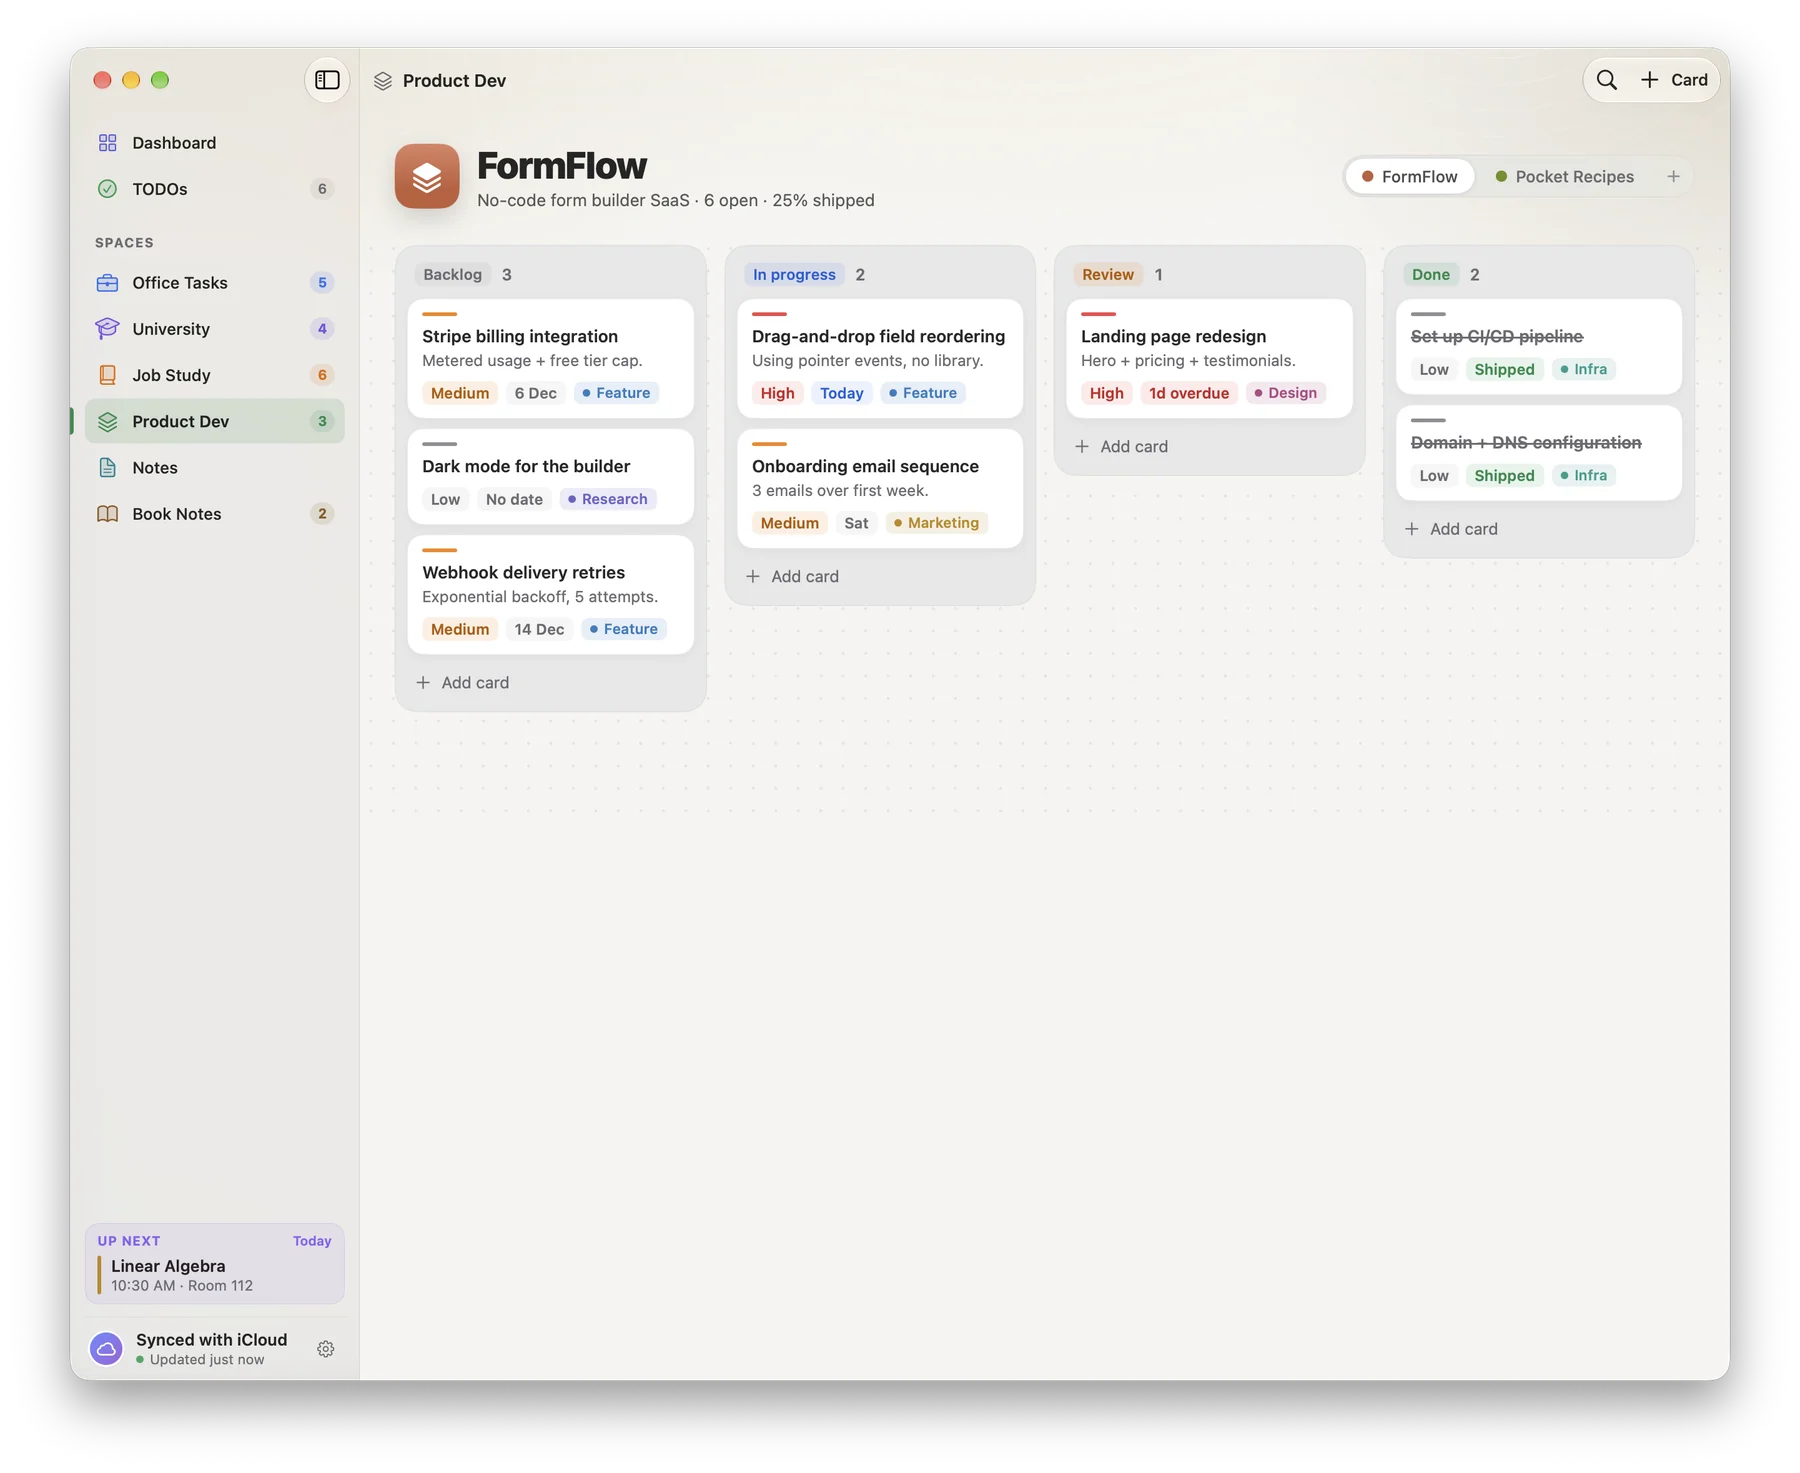 Product Dev
Card
Dashboard
TODOs 6
SPACES
Office Tasks 5
University 4
Job Study 6
Product Dev 3
Notes
Book Notes 2
UP NEXT Today
Linear Algebra
10:30 AM · Room 112
Synced with iCloud
Updated just now
FormFlow
No-code form builder SaaS · 6 open · 25% shipped
FormFlow Pocket Recipes +
Backlog 3
Stripe billing integration
Metered usage + free tier cap.
Medium 6 Dec Feature
Dark mode for the builder
Low No date Research
Webhook delivery retries
Exponential backoff, 5 attempts.
Medium 14 Dec Feature
+ Add card
In progress 2
Drag-and-drop field reordering
Using pointer events, no library.
High Today Feature
Onboarding email sequence
3 emails over first week.
Medium Sat Marketing
+ Add card
Review 1
Landing page redesign
Hero + pricing + testimonials.
High 1d overdue Design
+ Add card
Done 2
Set up CI/CD pipeline
Low Shipped Infra
Domain + DNS configuration
Low Shipped Infra
+ Add card